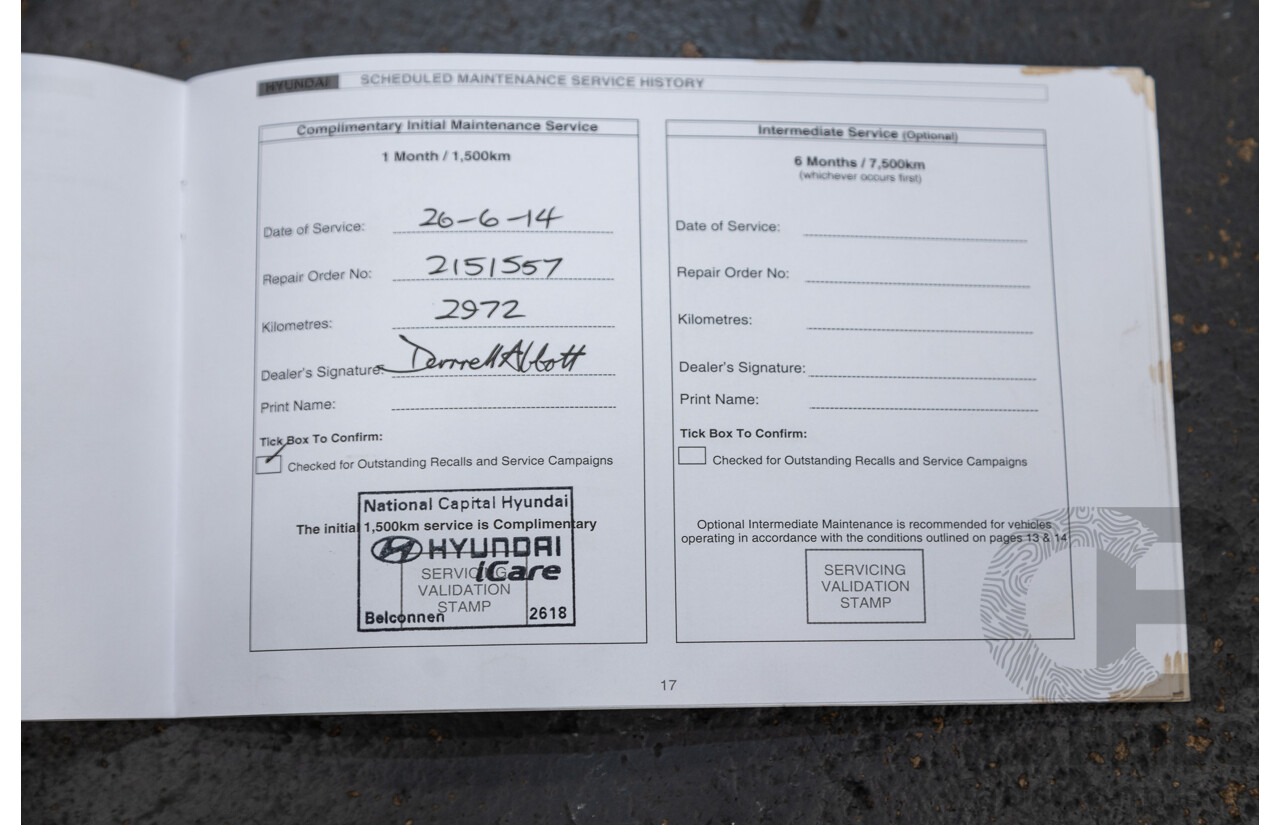 HYUNDAI SCHEDULED MAINTENANCE SERVICE HISTORY
Complimentary Initial Maintenance Service
1 Month / 1,500km
Date of Service: 26-6-14
Repair Order No: 2151557
Kilometres: 2972
Dealer's Signature: Derrell Abbott
Print Name:
Tick Box To Confirm:
Checked for Outstanding Recalls and Service Campaigns
National Capital Hyundai
The initial 1,500km service is Complimentary
HYUNDAI
iCare
SERVICING
VALIDATION
STAMP
Belconnen 2618
Intermediate Service (Optional)
6 Months / 7,500km
(whichever occurs first)
Date of Service:
Repair Order No:
Kilometres:
Dealer's Signature:
Print Name:
Tick Box To Confirm:
Checked for Outstanding Recalls and Service Campaigns
Optional Intermediate Maintenance is recommended for vehicles
operating in accordance with the conditions outlined on pages 13 & 14
SERVICING
VALIDATION
STAMP
17